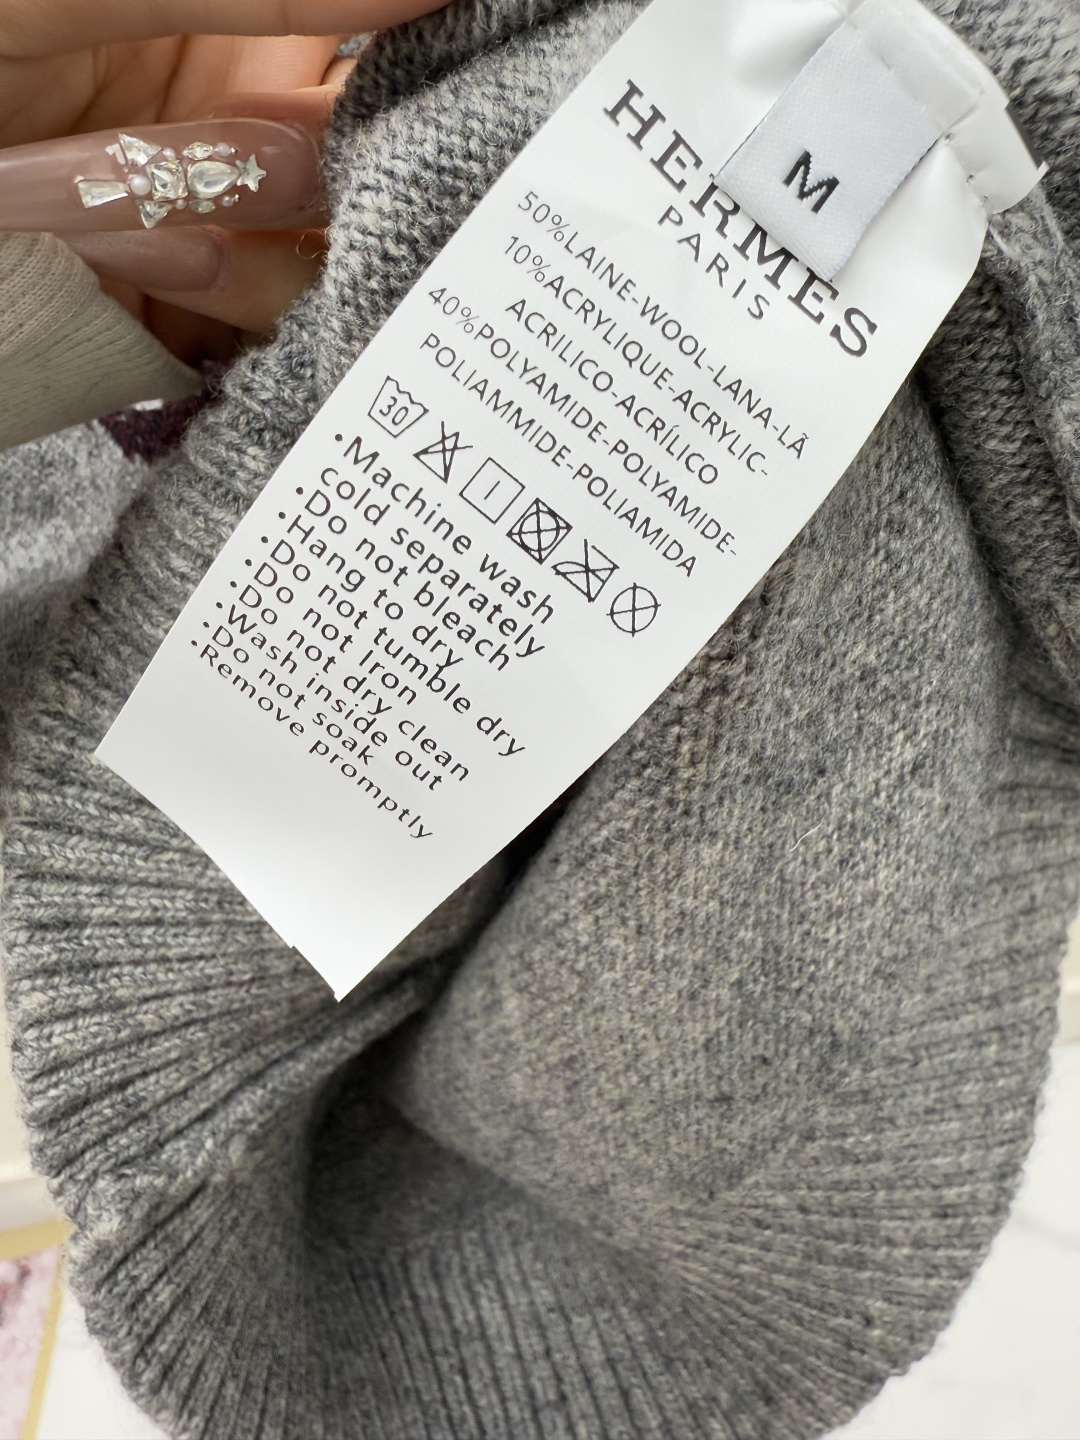 M
HERMES
PARIS
50%LAINE-WOOL-LANA-LÃ
10%ACRYLIQUE-ACRYLIC-
ACRILICO-ACRÍLICO
40%POLYAMIDE-POLYAMIDE-
POLIAMMIDE-POLIAMIDA
30
•Machine wash
cold separately
•Do not bleach
•Hang to dry
•Do not tumble dry
•Do not Iron
•Do not dry clean
•Wash inside out
•Do not soak
•Remove promptly